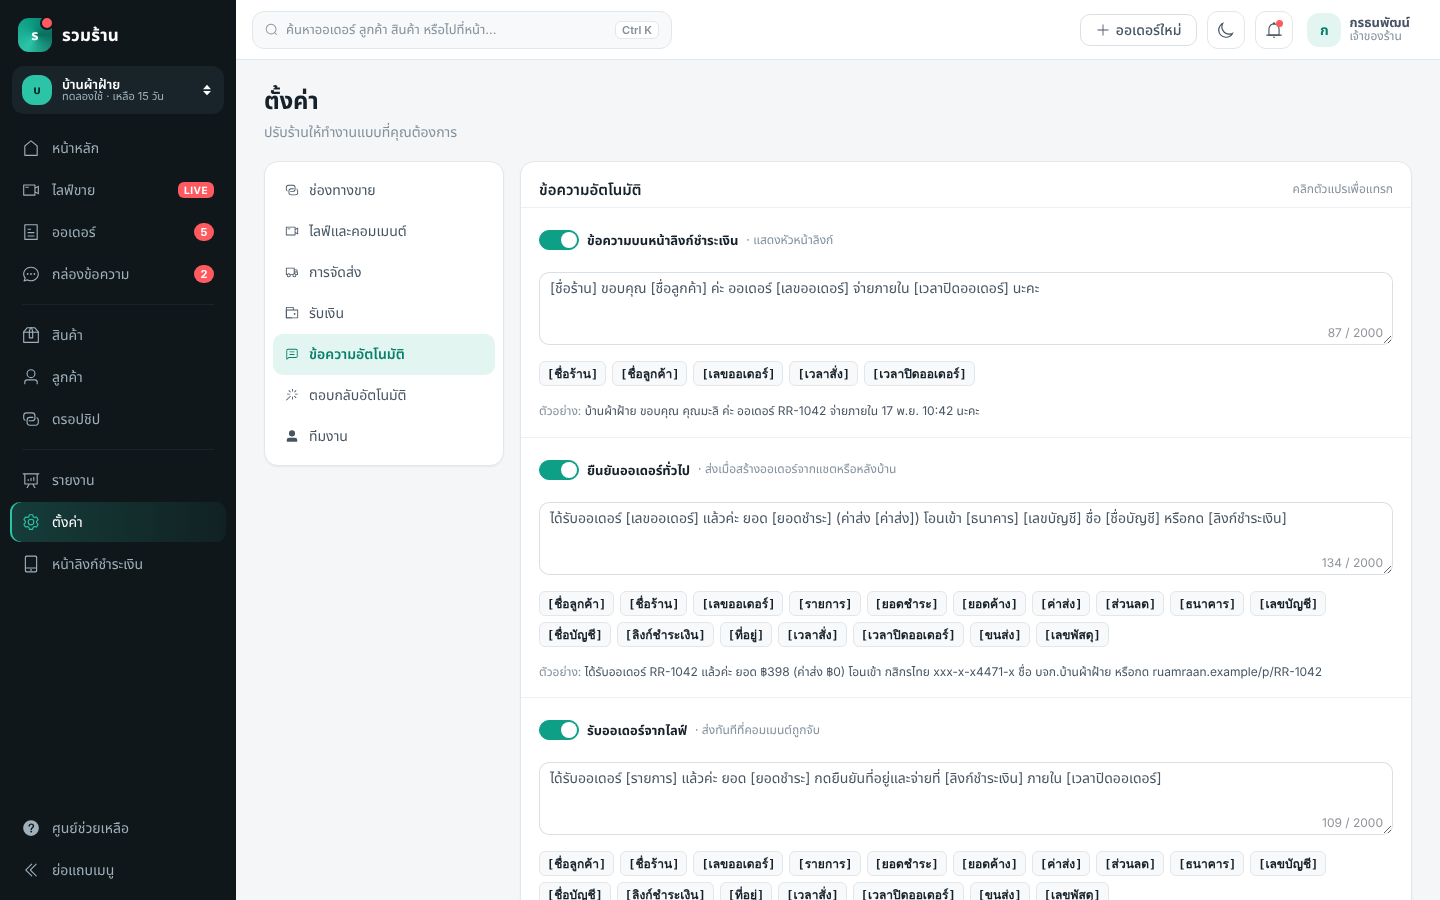 ร
รวมร้าน
บ
บ้านผ้าฝ้าย
ทดลองใช้ · เหลือ 15 วัน
หน้าหลัก
ไลฟ์ขาย
LIVE
ออเดอร์
5
กล่องข้อความ
2
สินค้า
ลูกค้า
ดรอปชิป
รายงาน
ตั้งค่า
หน้าลิงก์ชำระเงิน
ศูนย์ช่วยเหลือ
ย่อแถบเมนู
ค้นหาออเดอร์ ลูกค้า สินค้า หรือไปที่หน้า...
Ctrl K
ออเดอร์ใหม่
ก
กรธนพัฒน์
เจ้าของร้าน
ตั้งค่า
ปรับร้านให้ทำงานแบบที่คุณต้องการ
ช่องทางขาย
ไลฟ์และคอมเมนต์
การจัดส่ง
รับเงิน
ข้อความอัตโนมัติ
ตอบกลับอัตโนมัติ
ทีมงาน
ข้อความอัตโนมัติ
คลิกตัวแปรเพื่อแทรก
ข้อความบนหน้าลิงก์ชำระเงิน · แสดงหัวหน้าลิงก์
[ชื่อร้าน] ขอบคุณ [ชื่อลูกค้า] ค่ะ ออเดอร์ [เลขออเดอร์] จ่ายภายใน [เวลาปิดออเดอร์] นะคะ
87 / 2000
[ชื่อร้าน] [ชื่อลูกค้า] [เลขออเดอร์] [เวลาสั่ง] [เวลาปิดออเดอร์]
ตัวอย่าง: บ้านผ้าฝ้าย ขอบคุณ คุณมะลิ ค่ะ ออเดอร์ RR-1042 จ่ายภายใน 17 พ.ย. 10:42 นะคะ
ยืนยันออเดอร์ทั่วไป · ส่งเมื่อสร้างออเดอร์จากแชตหรือหลังบ้าน
ได้รับออเดอร์ [เลขออเดอร์] แล้วค่ะ ยอด [ยอดชำระ] (ค่าส่ง [ค่าส่ง]) โอนเข้า [ธนาคาร] [เลขบัญชี] ชื่อ [ชื่อบัญชี] หรือกด [ลิงก์ชำระเงิน]
134 / 2000
[ชื่อลูกค้า] [ชื่อร้าน] [เลขออเดอร์] [รายการ] [ยอดชำระ] [ยอดค้าง] [ค่าส่ง] [ส่วนลด] [ธนาคาร] [เลขบัญชี]
[ชื่อบัญชี] [ลิงก์ชำระเงิน] [ที่อยู่] [เวลาสั่ง] [เวลาปิดออเดอร์] [ขนส่ง] [เลขพัสดุ]
ตัวอย่าง: ได้รับออเดอร์ RR-1042 แล้วค่ะ ยอด ฿398 (ค่าส่ง ฿0) โอนเข้า กสิกรไทย xxx-x-x4471-x ชื่อ บจก.บ้านผ้าฝ้าย หรือกด ruamraan.example/p/RR-1042
รับออเดอร์จากไลฟ์ · ส่งทันทีที่คอมเมนต์ถูกจับ
ได้รับออเดอร์ [รายการ] แล้วค่ะ ยอด [ยอดชำระ] กดยืนยันที่อยู่และจ่ายที่ [ลิงก์ชำระเงิน] ภายใน [เวลาปิดออเดอร์]
109 / 2000
[ชื่อลูกค้า] [ชื่อร้าน] [เลขออเดอร์] [รายการ] [ยอดชำระ] [ยอดค้าง] [ค่าส่ง] [ส่วนลด] [ธนาคาร] [เลขบัญชี]
[ชื่อบัญชี] [ลิงก์ชำระเงิน] [ที่อยู่] [เวลาสั่ง] [เวลาปิดออเดอร์] [ขนส่ง] [เลขพัสดุ]